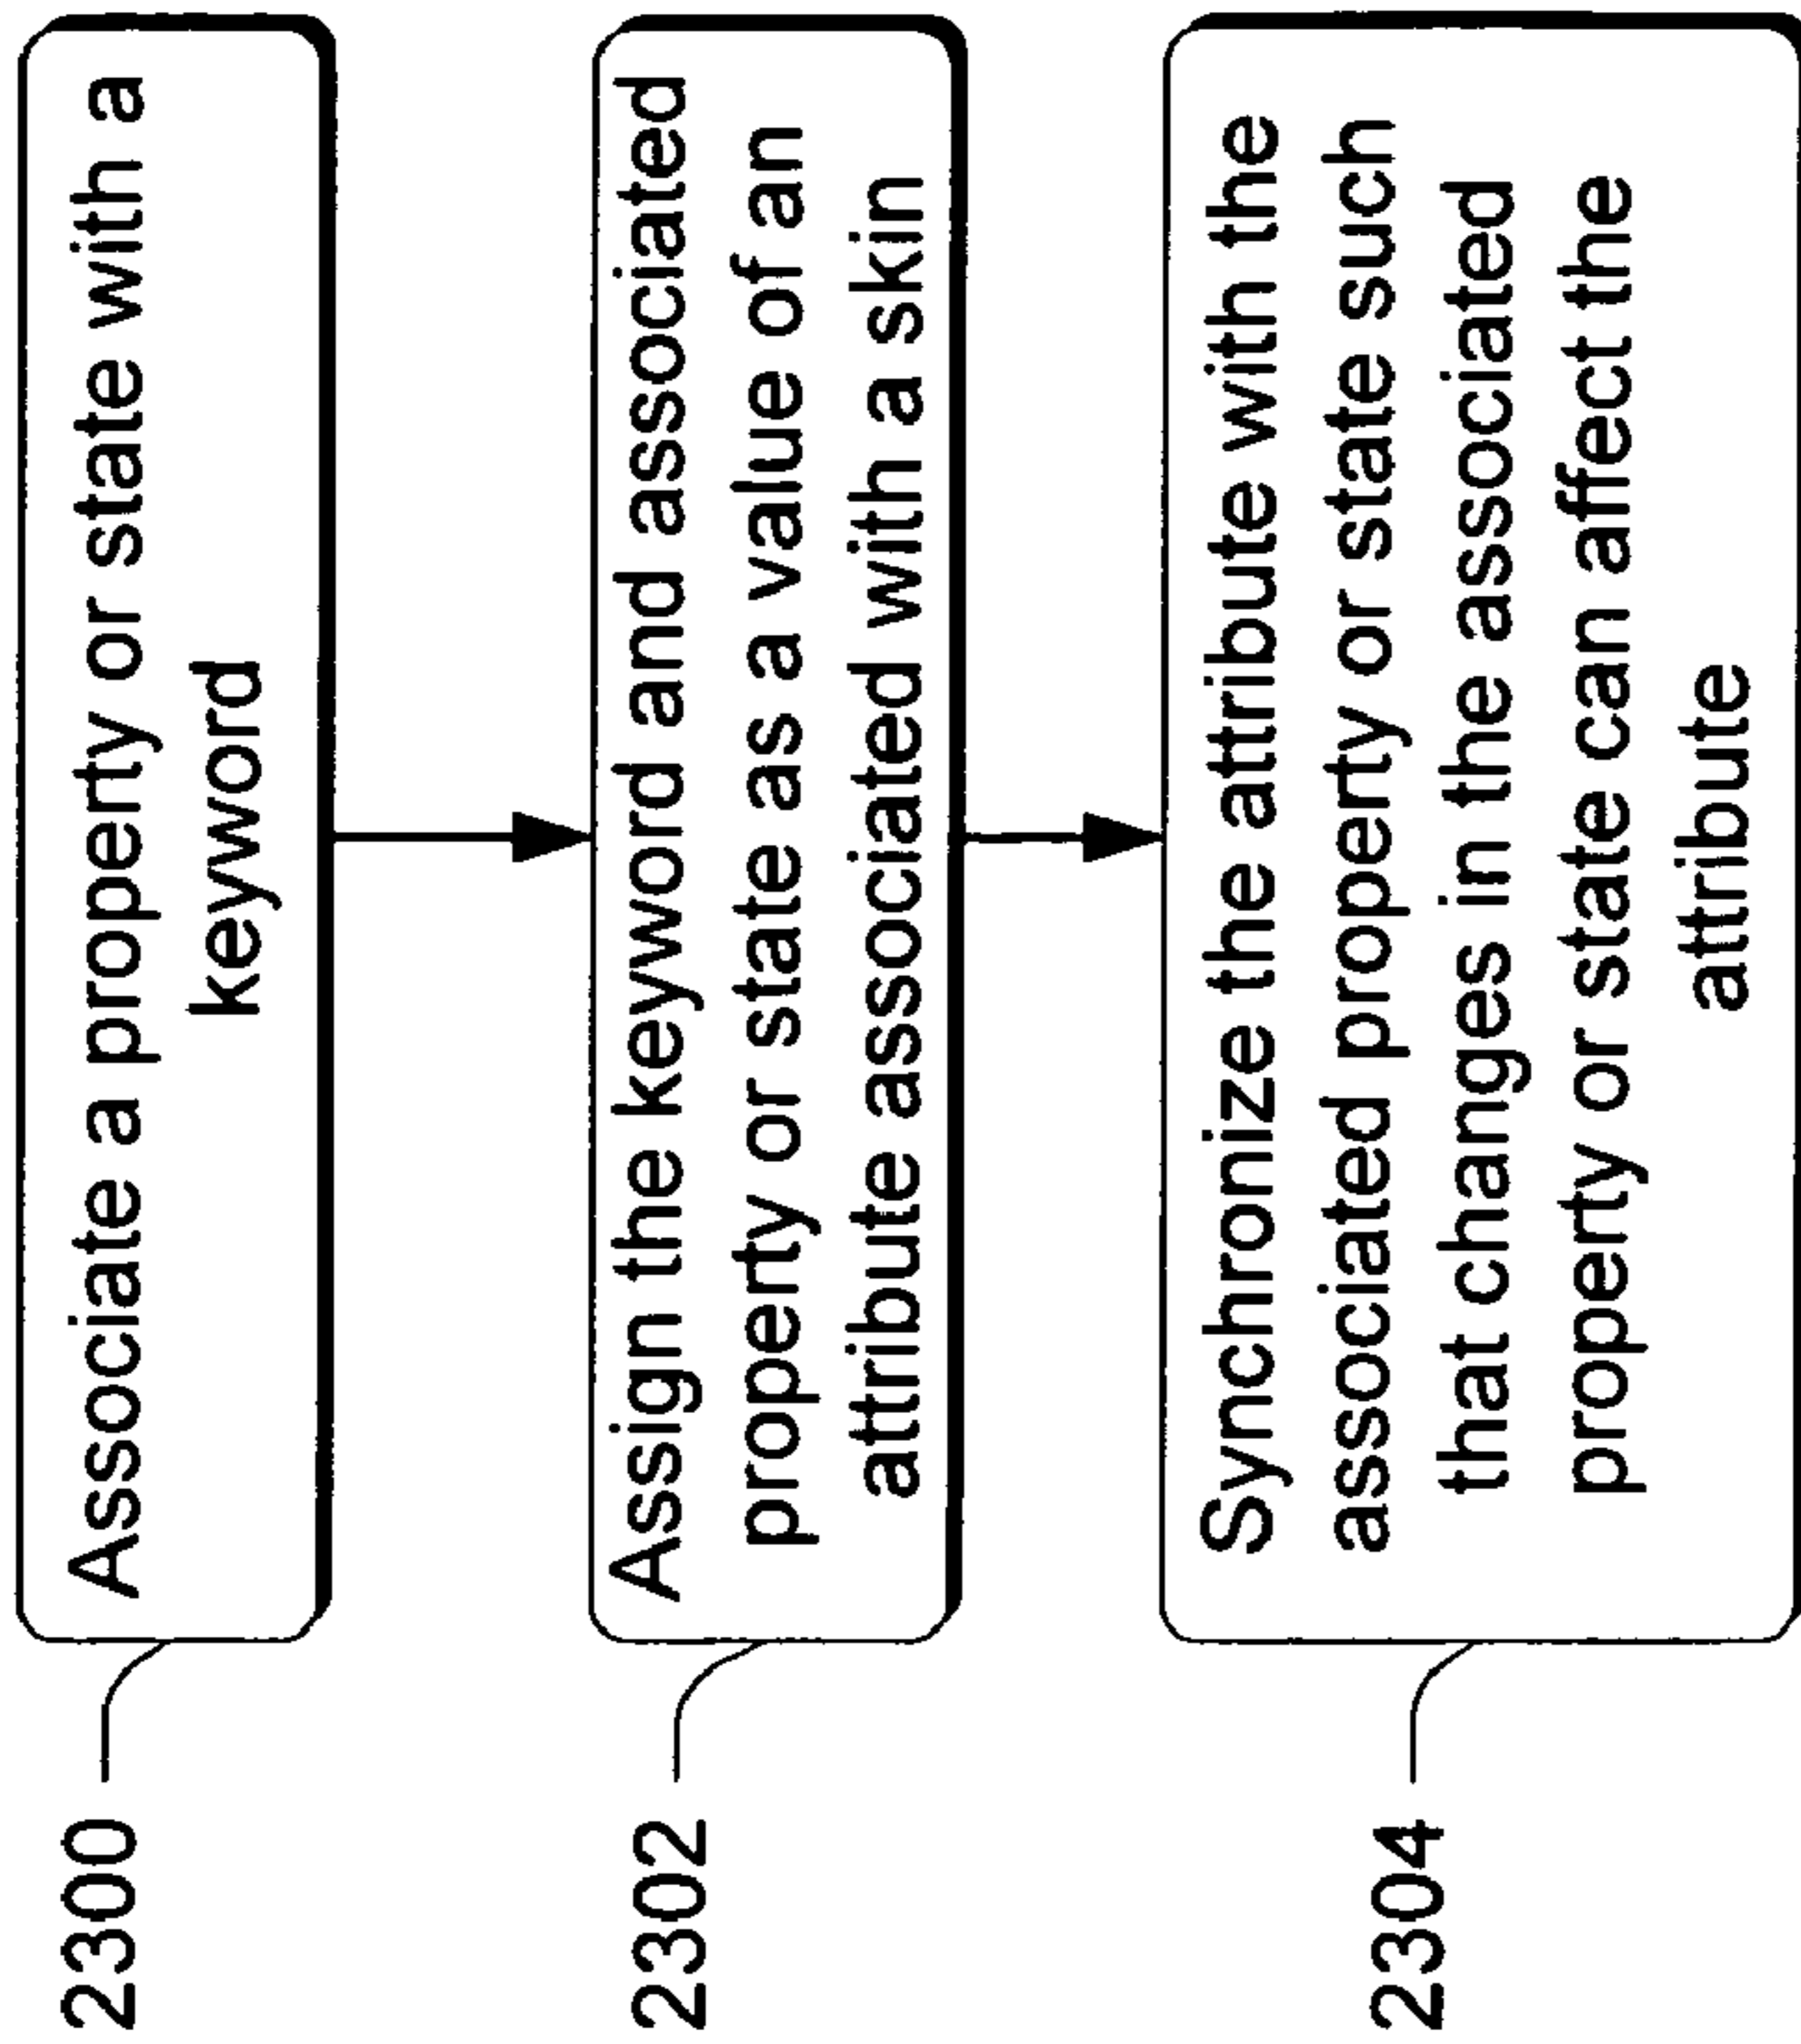 2300
Associate a property or state with a
keyword
2302
Assign the keyword and associated
property or state as a value of an
attribute associated with a skin
2304
Synchronize the attribute with the
associated property or state such
that changes in the associated
property or state can affect the
attribute